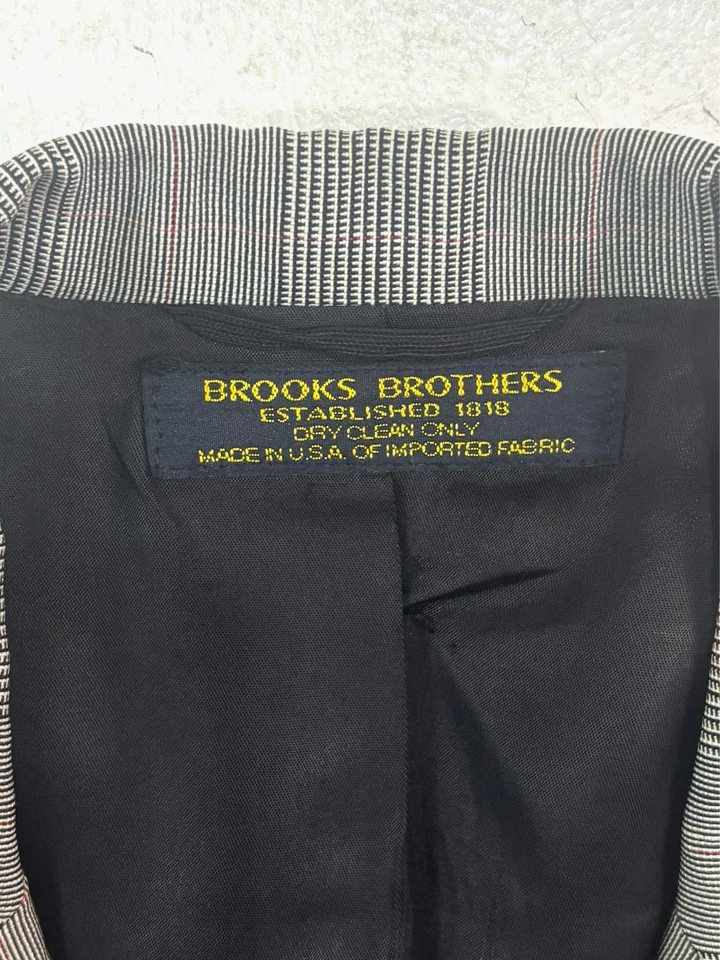 BROOKS BROTHERS
ESTABLISHED 1818
DRY CLEAN ONLY
MADE IN U.S.A. OF IMPORTED FABRIC